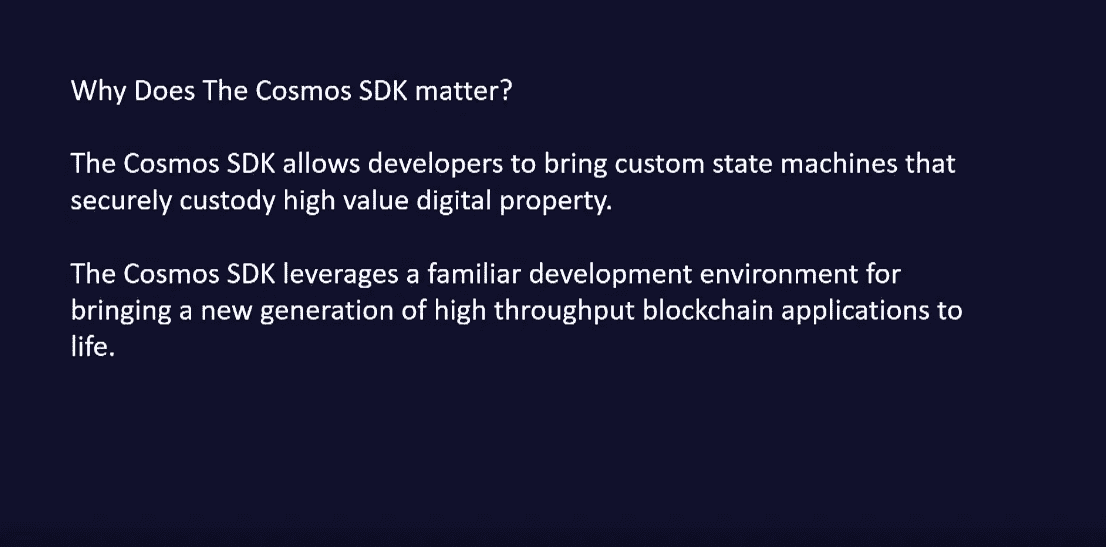 Why Does The Cosmos SDK matter?
The Cosmos SDK allows developers to bring custom state machines that
securely custody high value digital property.
The Cosmos SDK leverages a familiar development environment for
bringing a new generation of high throughput blockchain applications to
life.